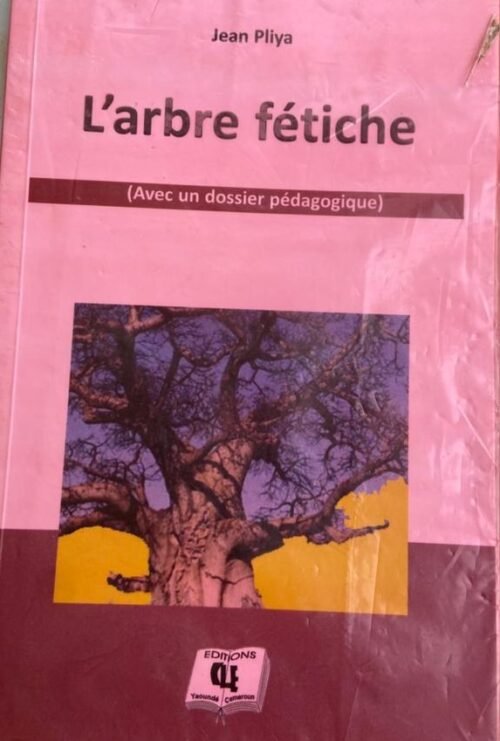 Jean Pliya
L'arbre fétiche
(Avec un dossier pédagogique)
EDITIONS
CLE
Yaoundé Cameroun